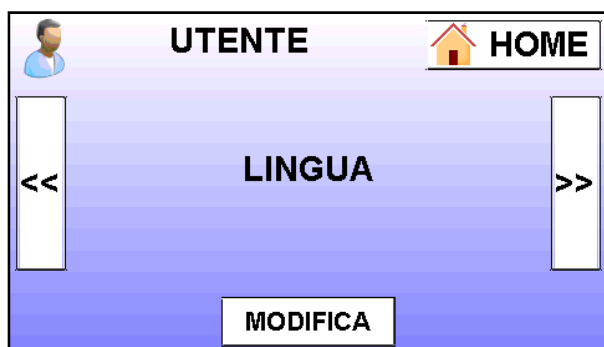 UTENTE
HOME
<<
LINGUA
>>
MODIFICA